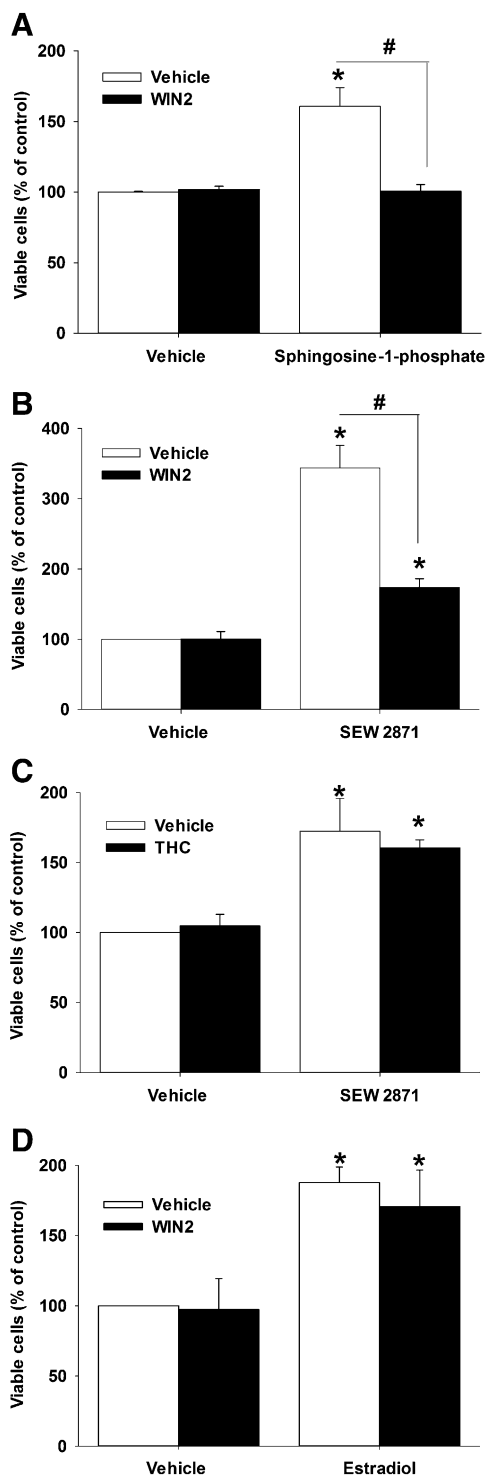 A
Viable cells (% of control)
200
150
100
50
0
Vehicle
WIN2
*
#
Vehicle
Sphingosine-1-phosphate
B
Viable cells (% of control)
400
300
200
100
0
Vehicle
WIN2
*
#
*
Vehicle
SEW 2871
C
Viable cells (% of control)
200
150
100
50
0
Vehicle
THC
*
*
Vehicle
SEW 2871
D
Viable cells (% of control)
200
150
100
50
0
Vehicle
WIN2
*
*
Vehicle
Estradiol